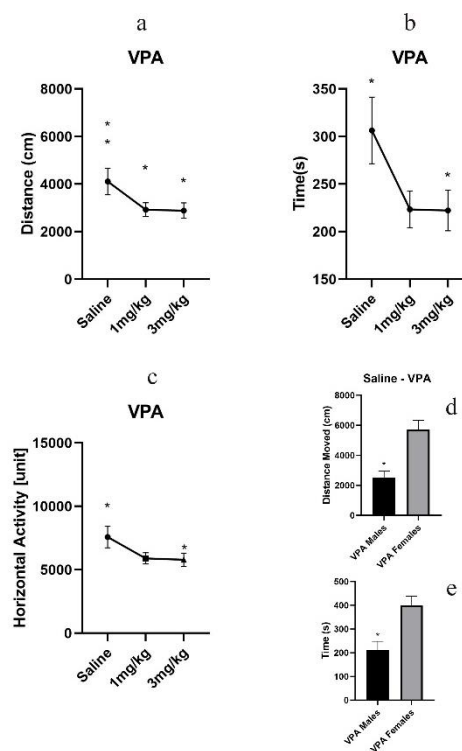 a
VPA
Distance (cm)
8000
6000
4000
2000
0
*
*
*
*
Saline
1mg/kg
3mg/kg
b
VPA
Time(s)
350
300
250
200
150
*
*
Saline
1mg/kg
3mg/kg
c
VPA
Horizontal Activity [unit]
15000
10000
5000
0
*
*
Saline
1mg/kg
3mg/kg
Saline - VPA
d
Distance Moved (cm)
8000
6000
4000
2000
0
*
VPA Males
VPA Females
e
Time (s)
500
400
300
200
100
0
*
VPA Males
VPA Females